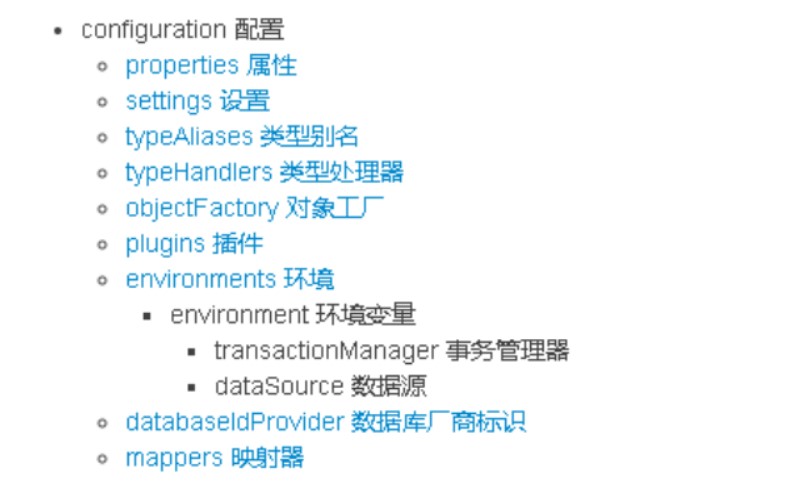 configuration 配置
properties 属性
settings 设置
typeAliases 类型别名
typeHandlers 类型处理器
objectFactory 对象工厂
plugins 插件
environments 环境
environment 环境变量
transactionManager 事务管理器
dataSource 数据源
databaseIdProvider 数据库厂商标识
mappers 映射器